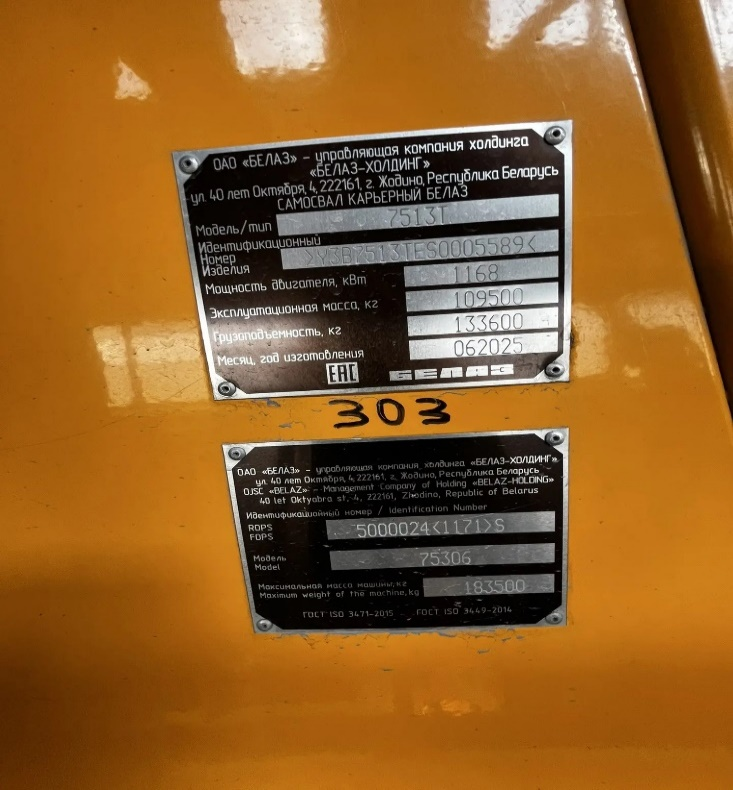 ОАО «БЕЛАЗ» – управляющая компания холдинга
«БЕЛАЗ-ХОЛДИНГ»
ул. 40 лет Октября, 4, 222161, г. Жодино, Республика Беларусь
САМОСВАЛ КАРЬЕРНЫЙ БЕЛАЗ
Модель/тип 7513T
Идентификационный
Номер >Y3B7513TES0005589<
Изделия
Мощность двигателя, кВт 1168
Эксплуатационная масса, кг 109500
Грузоподъемность, кг 133600
Месяц, год изготовления 062025
ЕАС БЕЛАЗ
303
ОАО «БЕЛАЗ» – управляющая компания холдинга «БЕЛАЗ-ХОЛДИНГ»
ул. 40 лет Октября, 4, 222161, г. Жодино, Республика Беларусь
OJSC «BELAZ» – Management Company of Holding «BELAZ-HOLDING»
40 let Oktyabra st, 4, 222161, Zhodino, Republic of Belarus
Идентификационный номер / Identification Number
ROPS
FOPS 5000024<1171>S
Модель
Model 75306
Максимальная масса машины, кг
Maximum weight of the machine, kg 183500
ГОСТ ISO 3471-2015 ГОСТ ISO 3449-2014